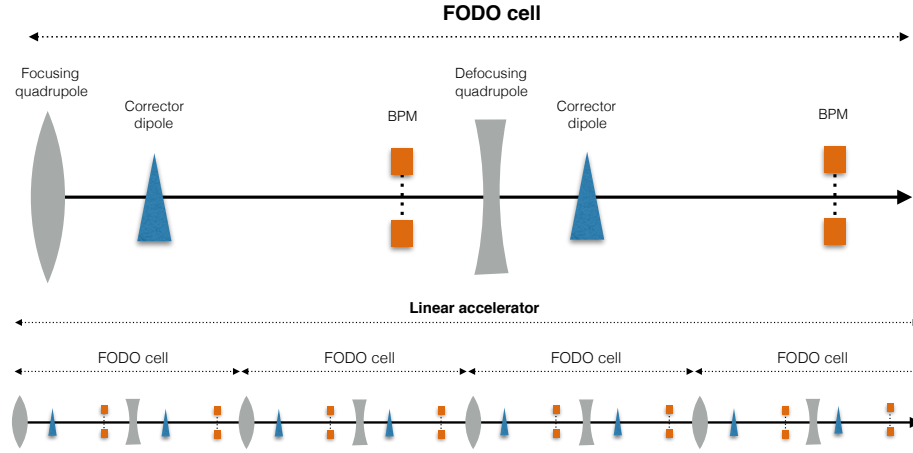 FODO cell
Focusing
quadrupole
Corrector
dipole
BPM
Defocusing
quadrupole
Corrector
dipole
BPM
Linear accelerator
FODO cell
FODO cell
FODO cell
FODO cell